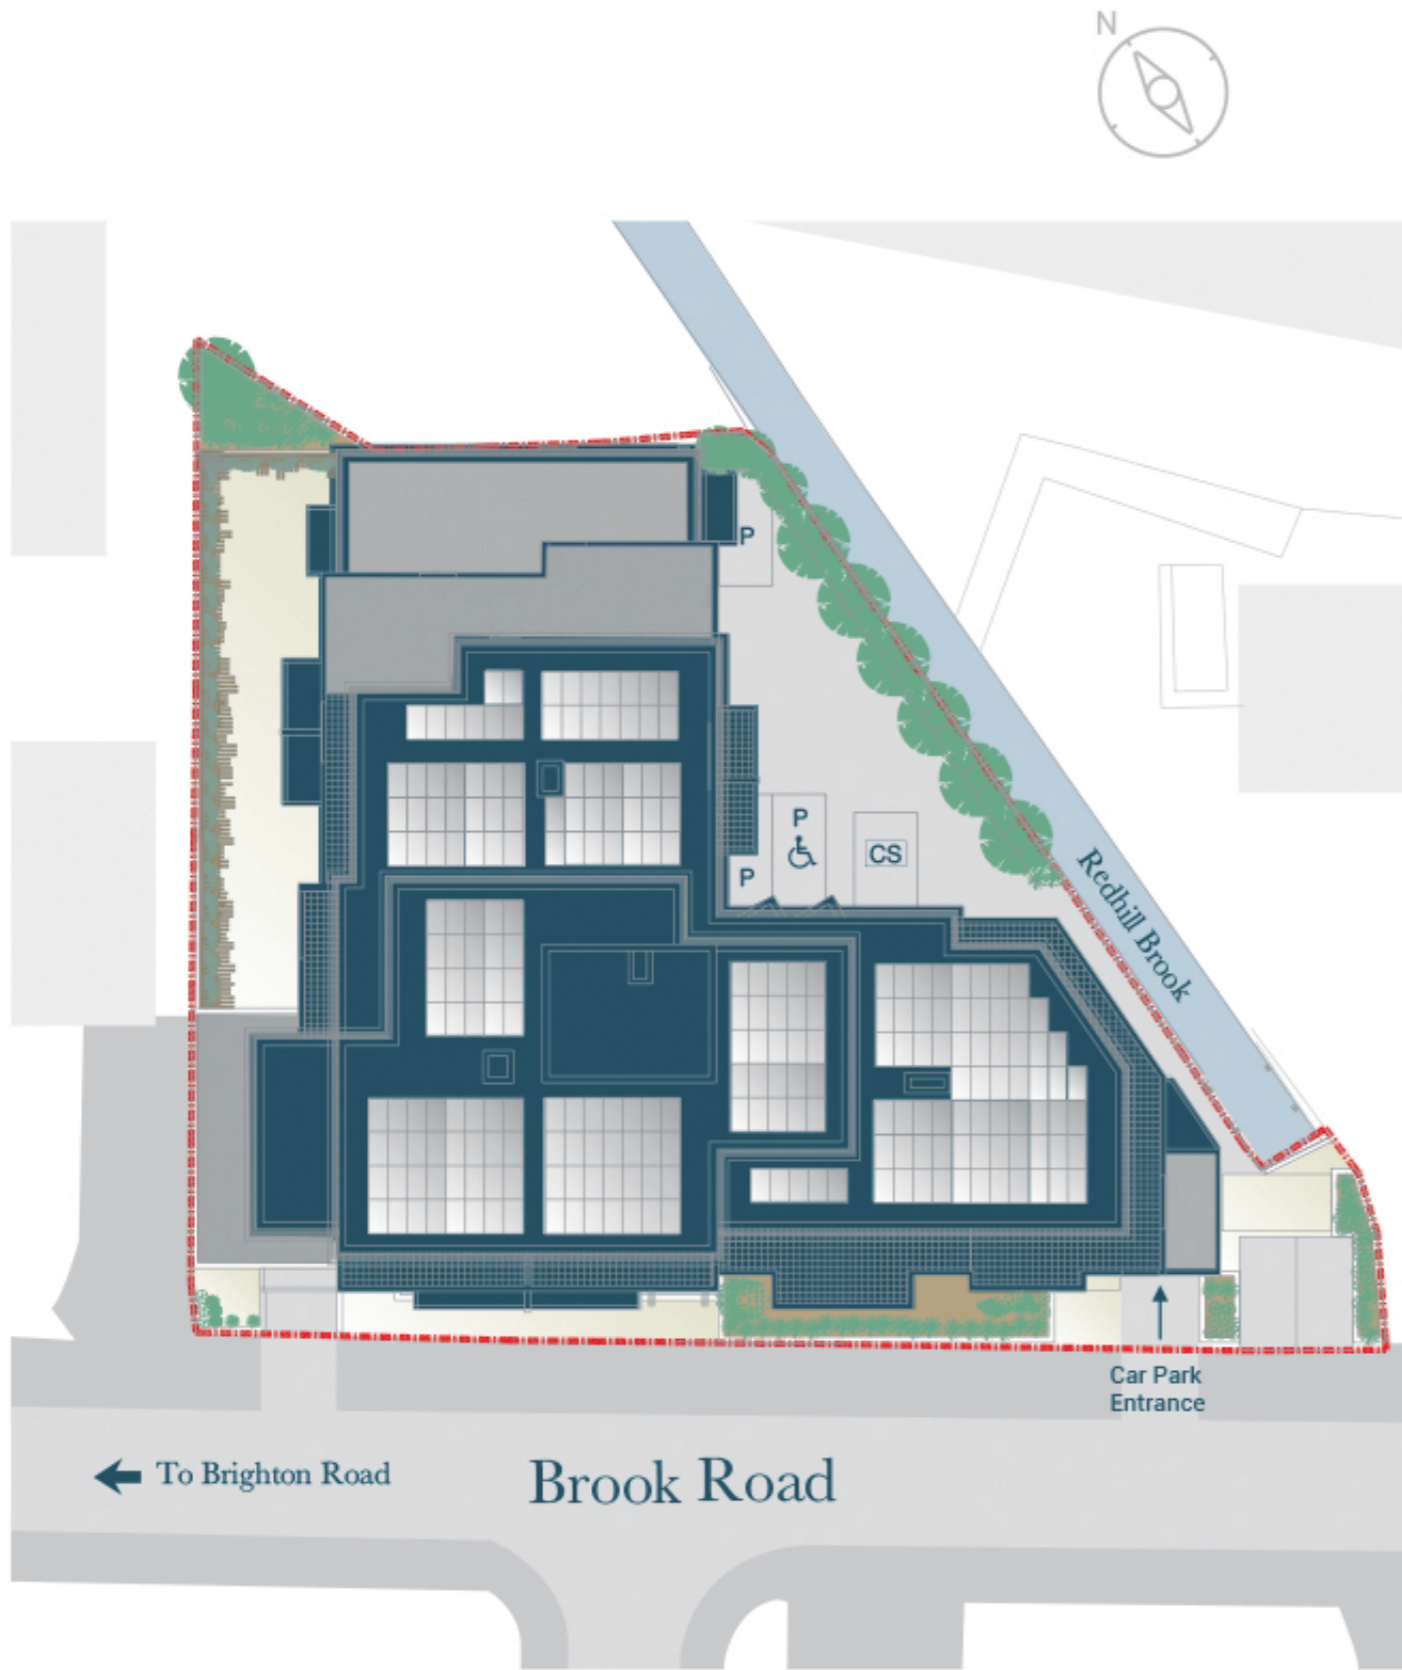 N
P
P
CS
P
Redhill Brook
Car Park
Entrance
To Brighton Road
Brook Road